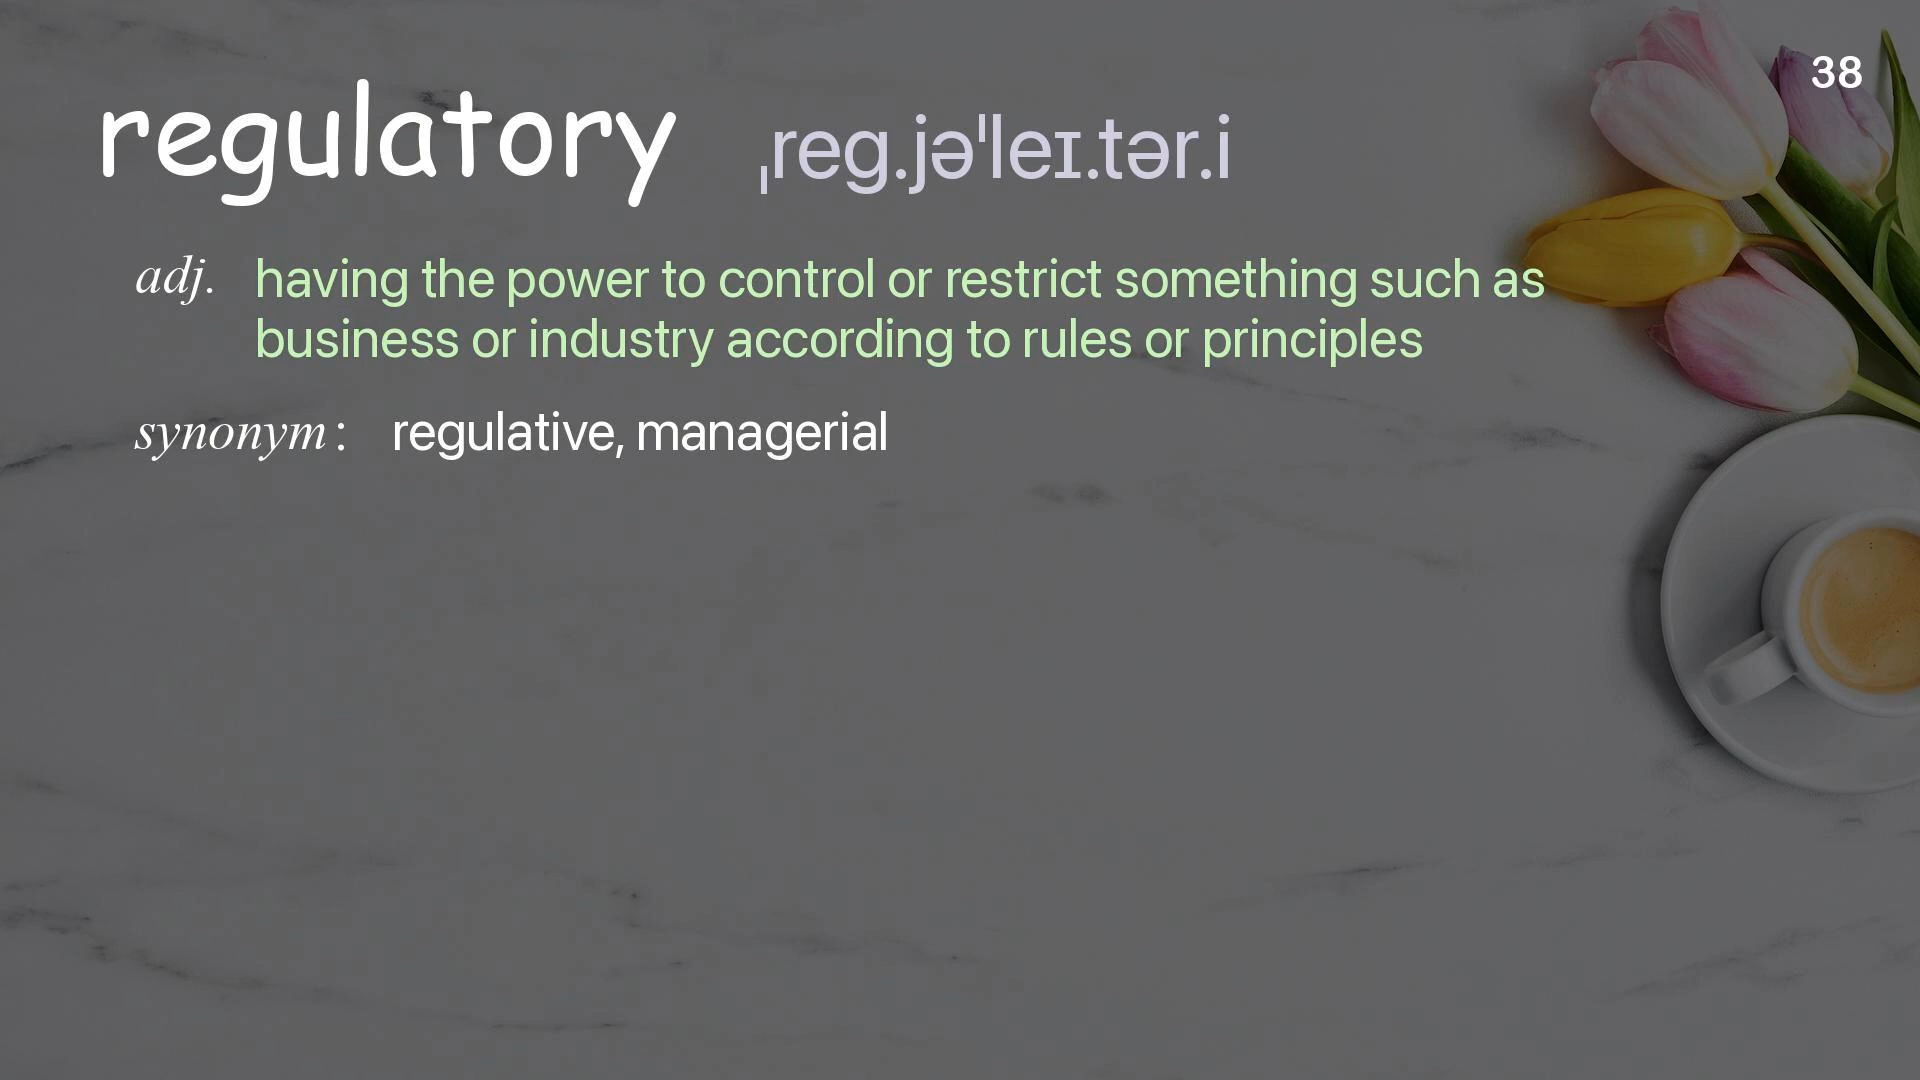 38
regulatory ˌreg.jəˈleɪ.tər.i
adj. having the power to control or restrict something such as
business or industry according to rules or principles
synonym : regulative, managerial